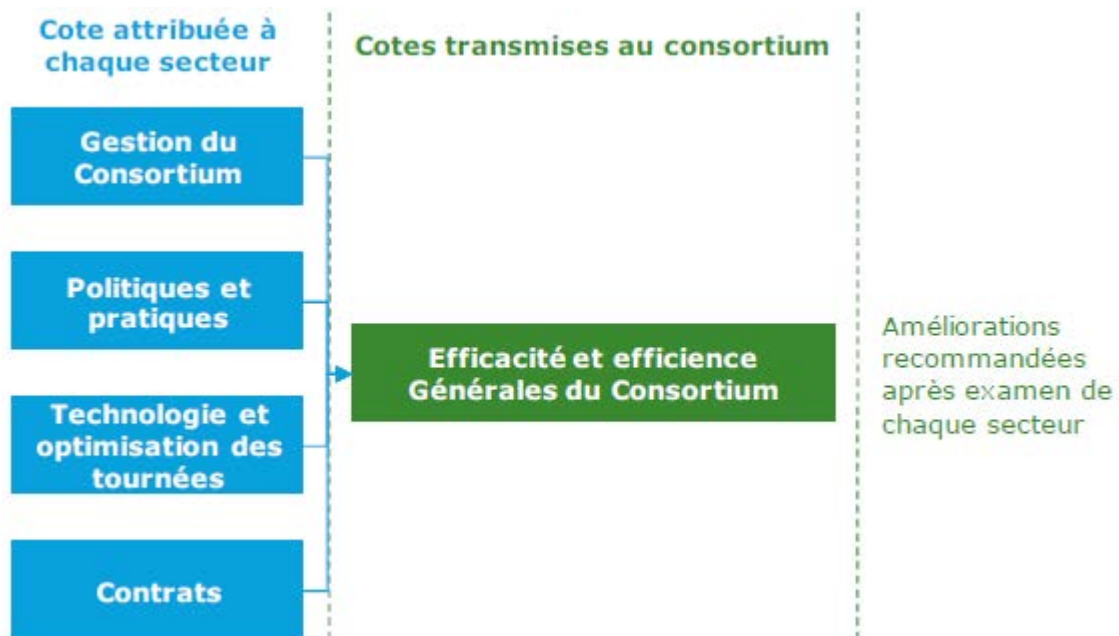 Cote attribuée à
chaque secteur
Cotes transmises au consortium
Gestion du
Consortium
Politiques et
pratiques
Technologie et
optimisation des
tournées
Contrats
Efficacité et efficience
Générales du Consortium
Améliorations
recommandées
après examen de
chaque secteur